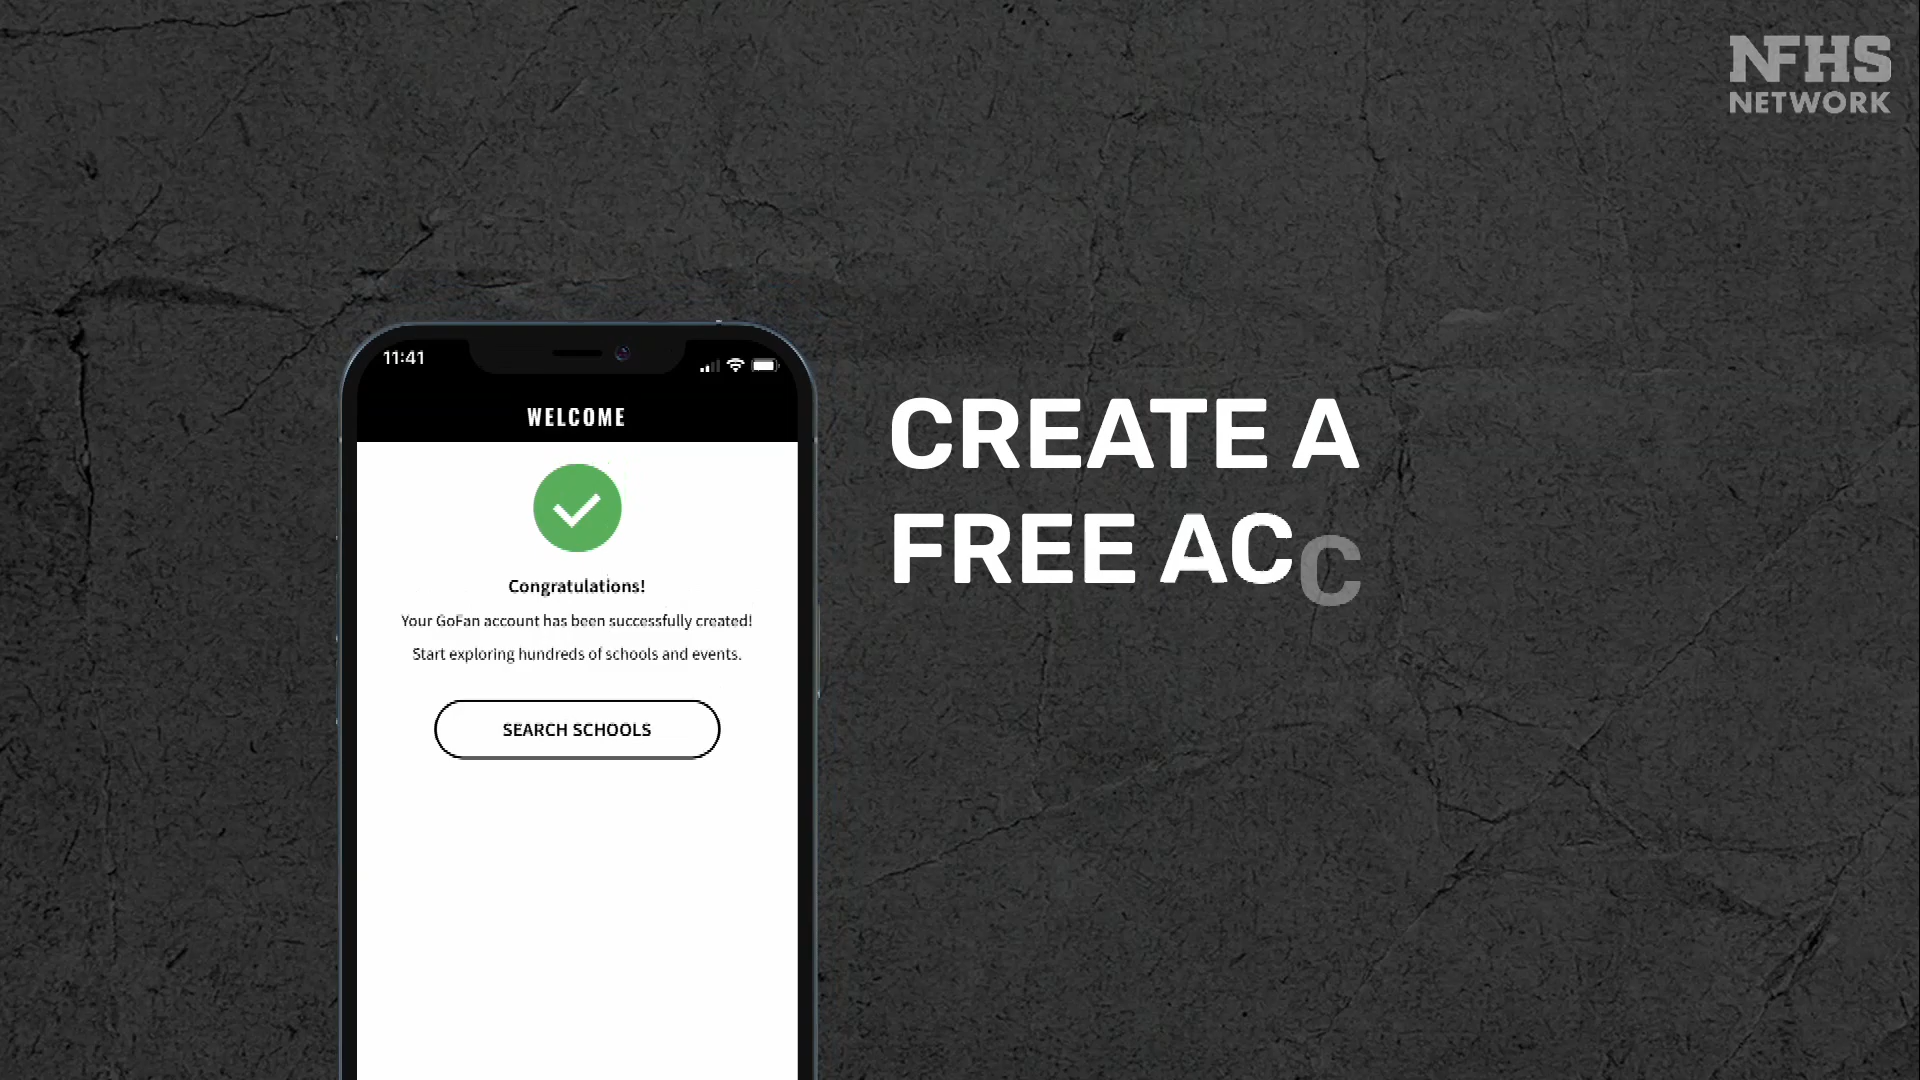 NFHS
NETWORK
11:41
WELCOME
Congratulations!
Your GoFan account has been successfully created!
Start exploring hundreds of schools and events.
SEARCH SCHOOLS
CREATE A
FREE ACC